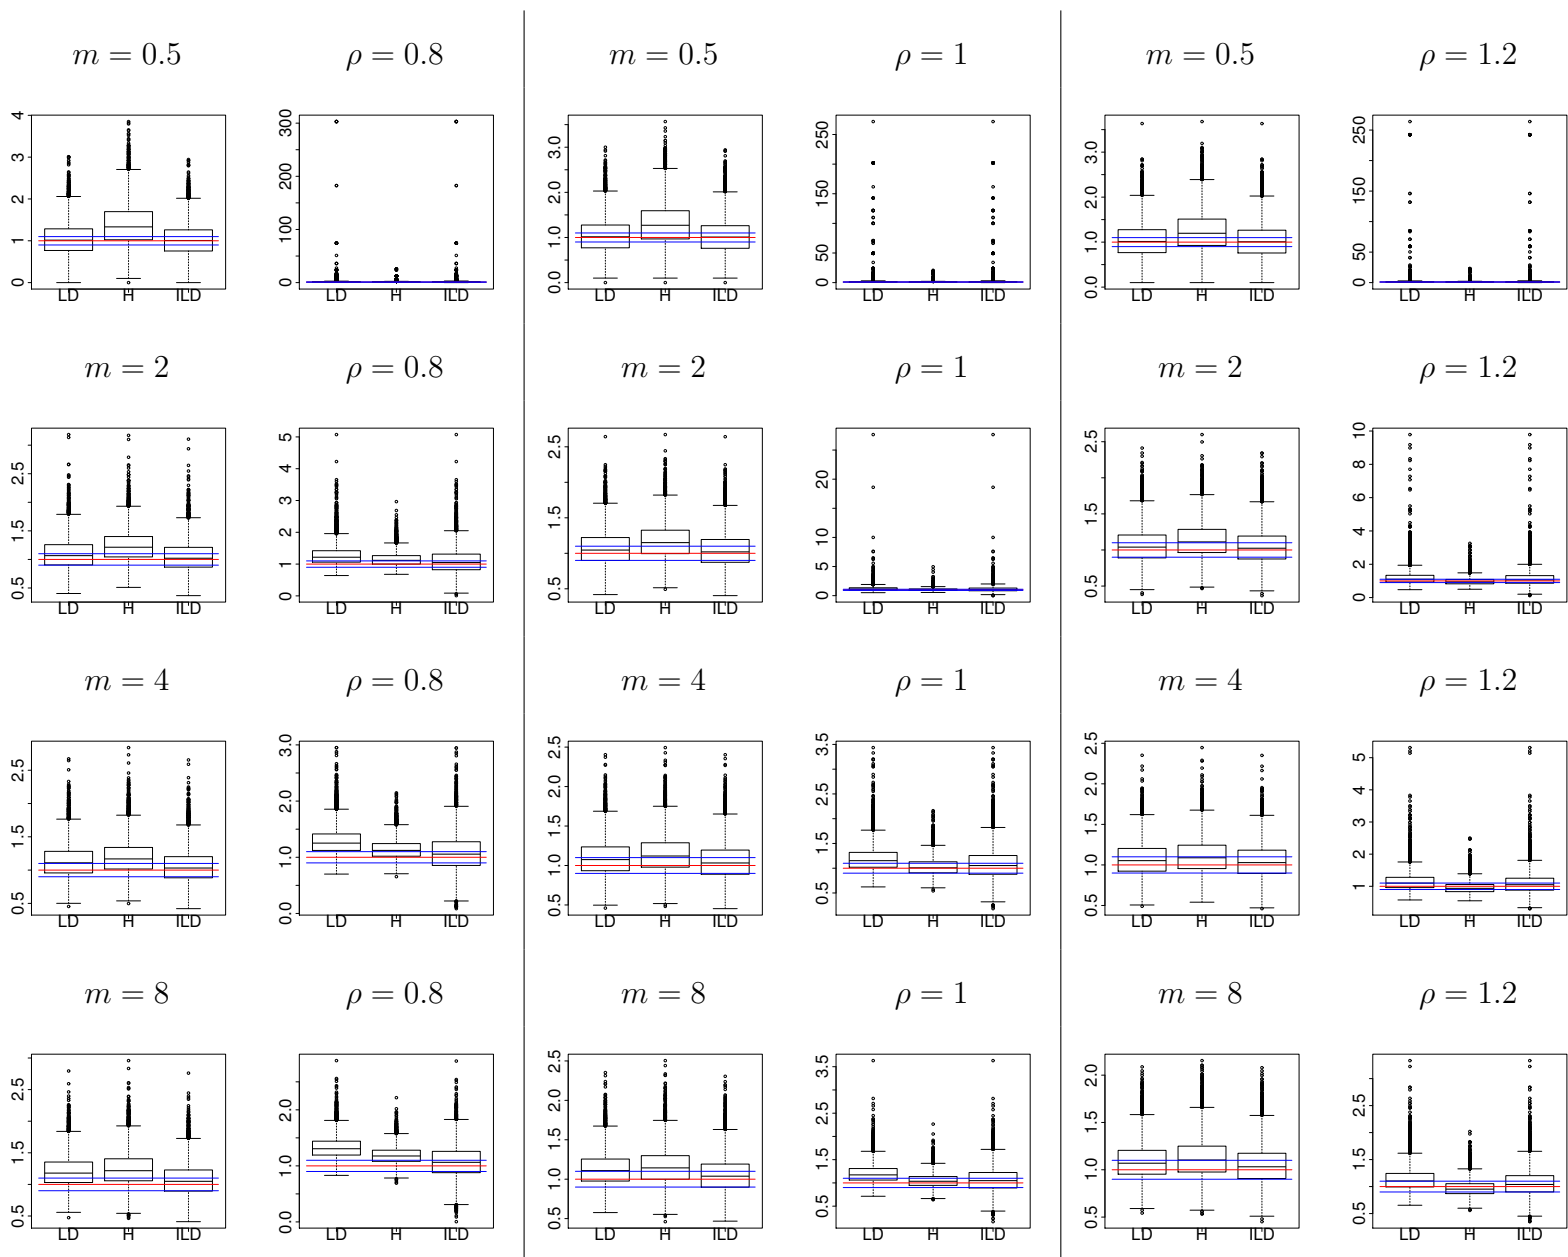 m = 0.5 ρ = 0.8 m = 0.5 ρ = 1 m = 0.5 ρ = 1.2
0 1 2 3 4
LD H ILD
0 100 200 300
LD H ILD
0.0 1.0 2.0 3.0
LD H ILD
0 50 150 250
LD H ILD
0.0 1.0 2.0 3.0
LD H ILD
0 50 150 250
LD H ILD
m = 2 ρ = 0.8 m = 2 ρ = 1 m = 2 ρ = 1.2
0.5 1.5 2.5
LD H ILD
0 1 2 3 4 5
LD H ILD
0.5 1.5 2.5
LD H ILD
0 5 10 20
LD H ILD
0.5 1.5 2.5
LD H ILD
0 2 4 6 8 10
LD H ILD
m = 4 ρ = 0.8 m = 4 ρ = 1 m = 4 ρ = 1.2
0.5 1.5 2.5
LD H ILD
0.0 1.0 2.0 3.0
LD H ILD
0.5 1.0 1.5 2.0 2.5
LD H ILD
0.5 1.5 2.5 3.5
LD H ILD
0.5 1.0 1.5 2.0 2.5
LD H ILD
1 2 3 4 5
LD H ILD
m = 8 ρ = 0.8 m = 8 ρ = 1 m = 8 ρ = 1.2
0.5 1.5 2.5
LD H ILD
0.0 1.0 2.0
LD H ILD
0.5 1.0 1.5 2.0 2.5
LD H ILD
0.5 1.5 2.5 3.5
LD H ILD
0.5 1.0 1.5 2.0
LD H ILD
0.5 1.5 2.5
LD H ILD